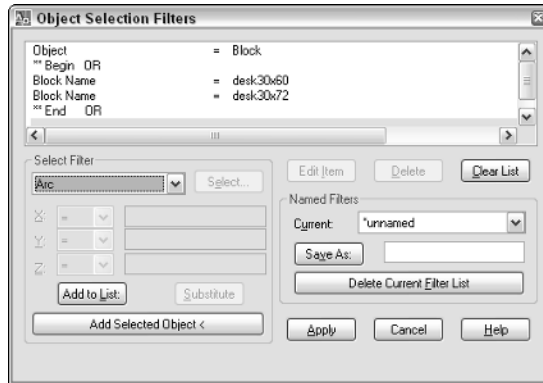 Object Selection Filters
Object = Block
** Begin OR
Block Name = desk30x60
Block Name = desk30x72
** End OR
Select Filter
Arc
Select...
X: =
Y: =
Z: =
Add to List:
Substitute
Add Selected Object <
Edit Item
Delete
Clear List
Named Filters
Current: *unnamed
Save As:
Delete Current Filter List
Apply
Cancel
Help